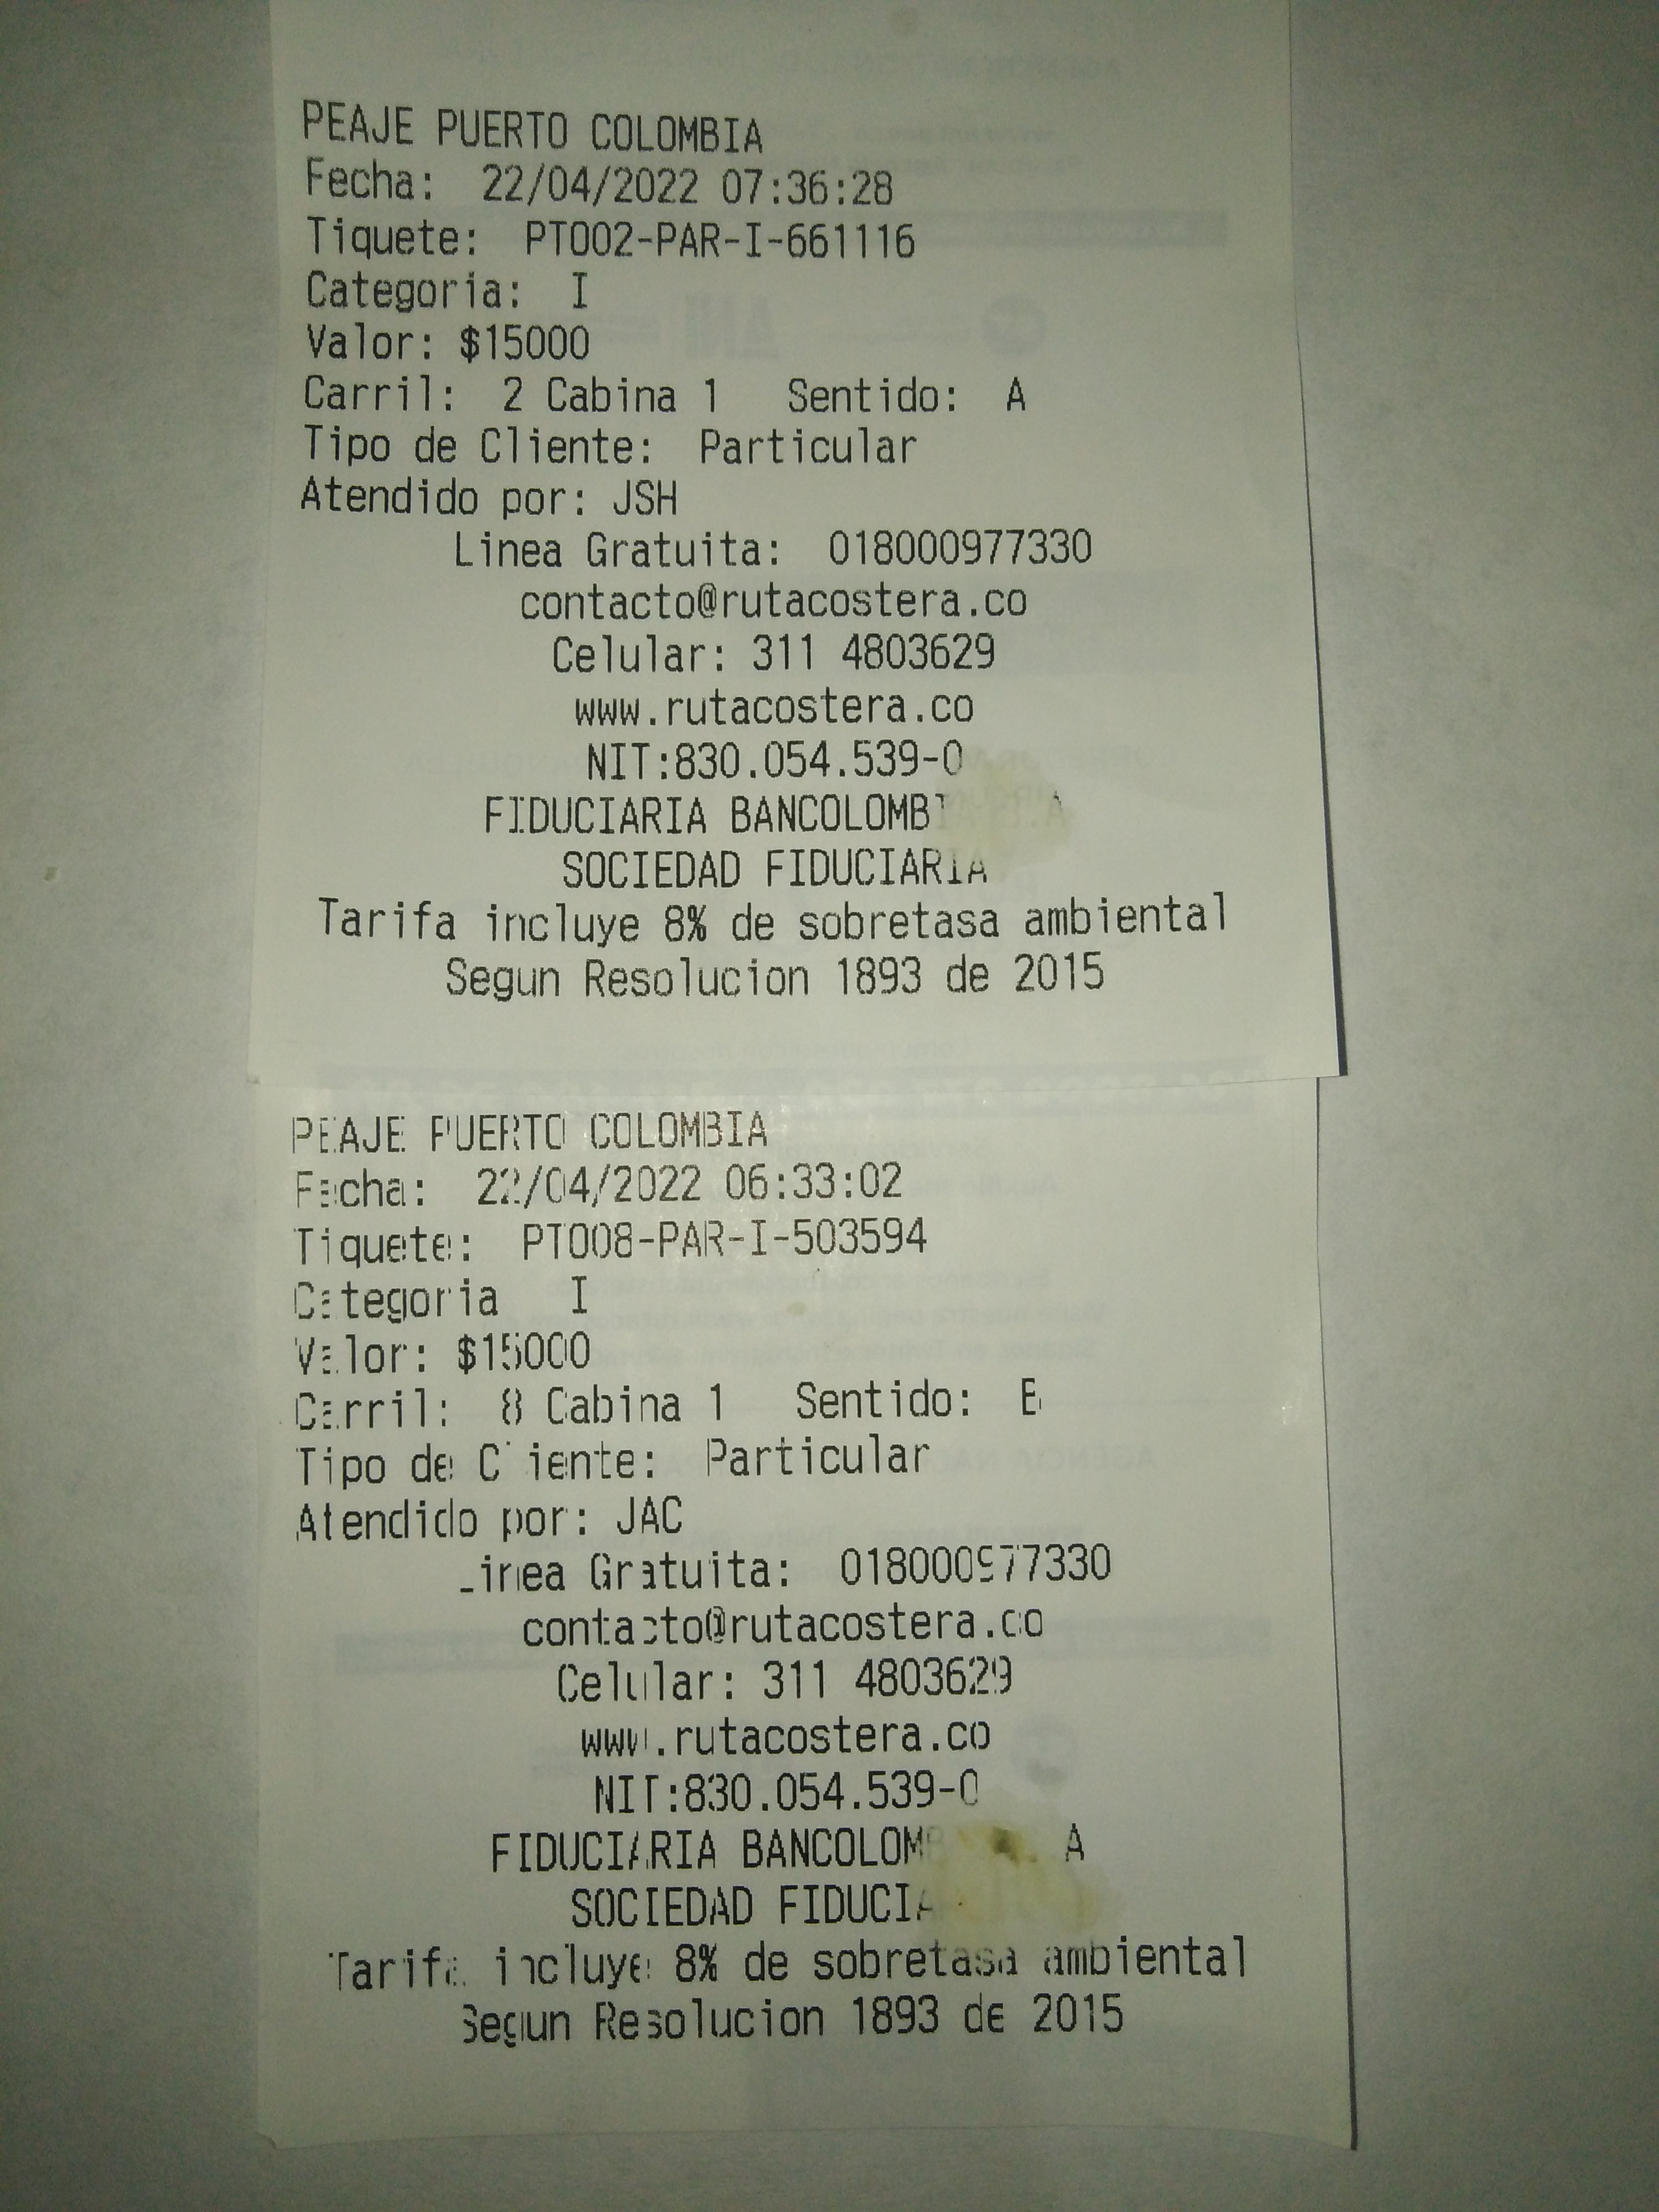 PEAJE PUERTO COLOMBIA
Fecha: 22/04/2022 07:36:28
Tiquete: PT002-PAR-I-661116
Categoria: I
Valor: $15000
Carril: 2 Cabina 1 Sentido: A
Tipo de Cliente: Particular
Atendido por: JSH
Linea Gratuita: 018000977330
contacto@rutacostera.co
Celular: 311 4803629
www.rutacostera.co
NIT:830.054.539-0
FIDUCIARIA
SOCIEDAD FIDUCIARIA
Tarifa incluye 8% de sobretasa ambiental
Segun Resolucion 1893 de 2015
PEAJE PUERTO COLOMBIA
Fecha: 22/04/2022 06:33:02
Tiquete: PT008-PAR-I-503594
Categoria I
Valor: $15000
Carril: 8 Cabina 1 Sentido: B
Tipo de Cliente: Particular
Atendido por: JAC
Linea Gratuita: 018000977330
contacto@rutacostera.co
Celular: 311 4803629
www.rutacostera.co
NIT:830.054.539-0
FIDUCIARIA
SOCIEDAD
Tarifa incluye 8% de sobretasa ambiental
Segun Resolucion 1893 de 2015